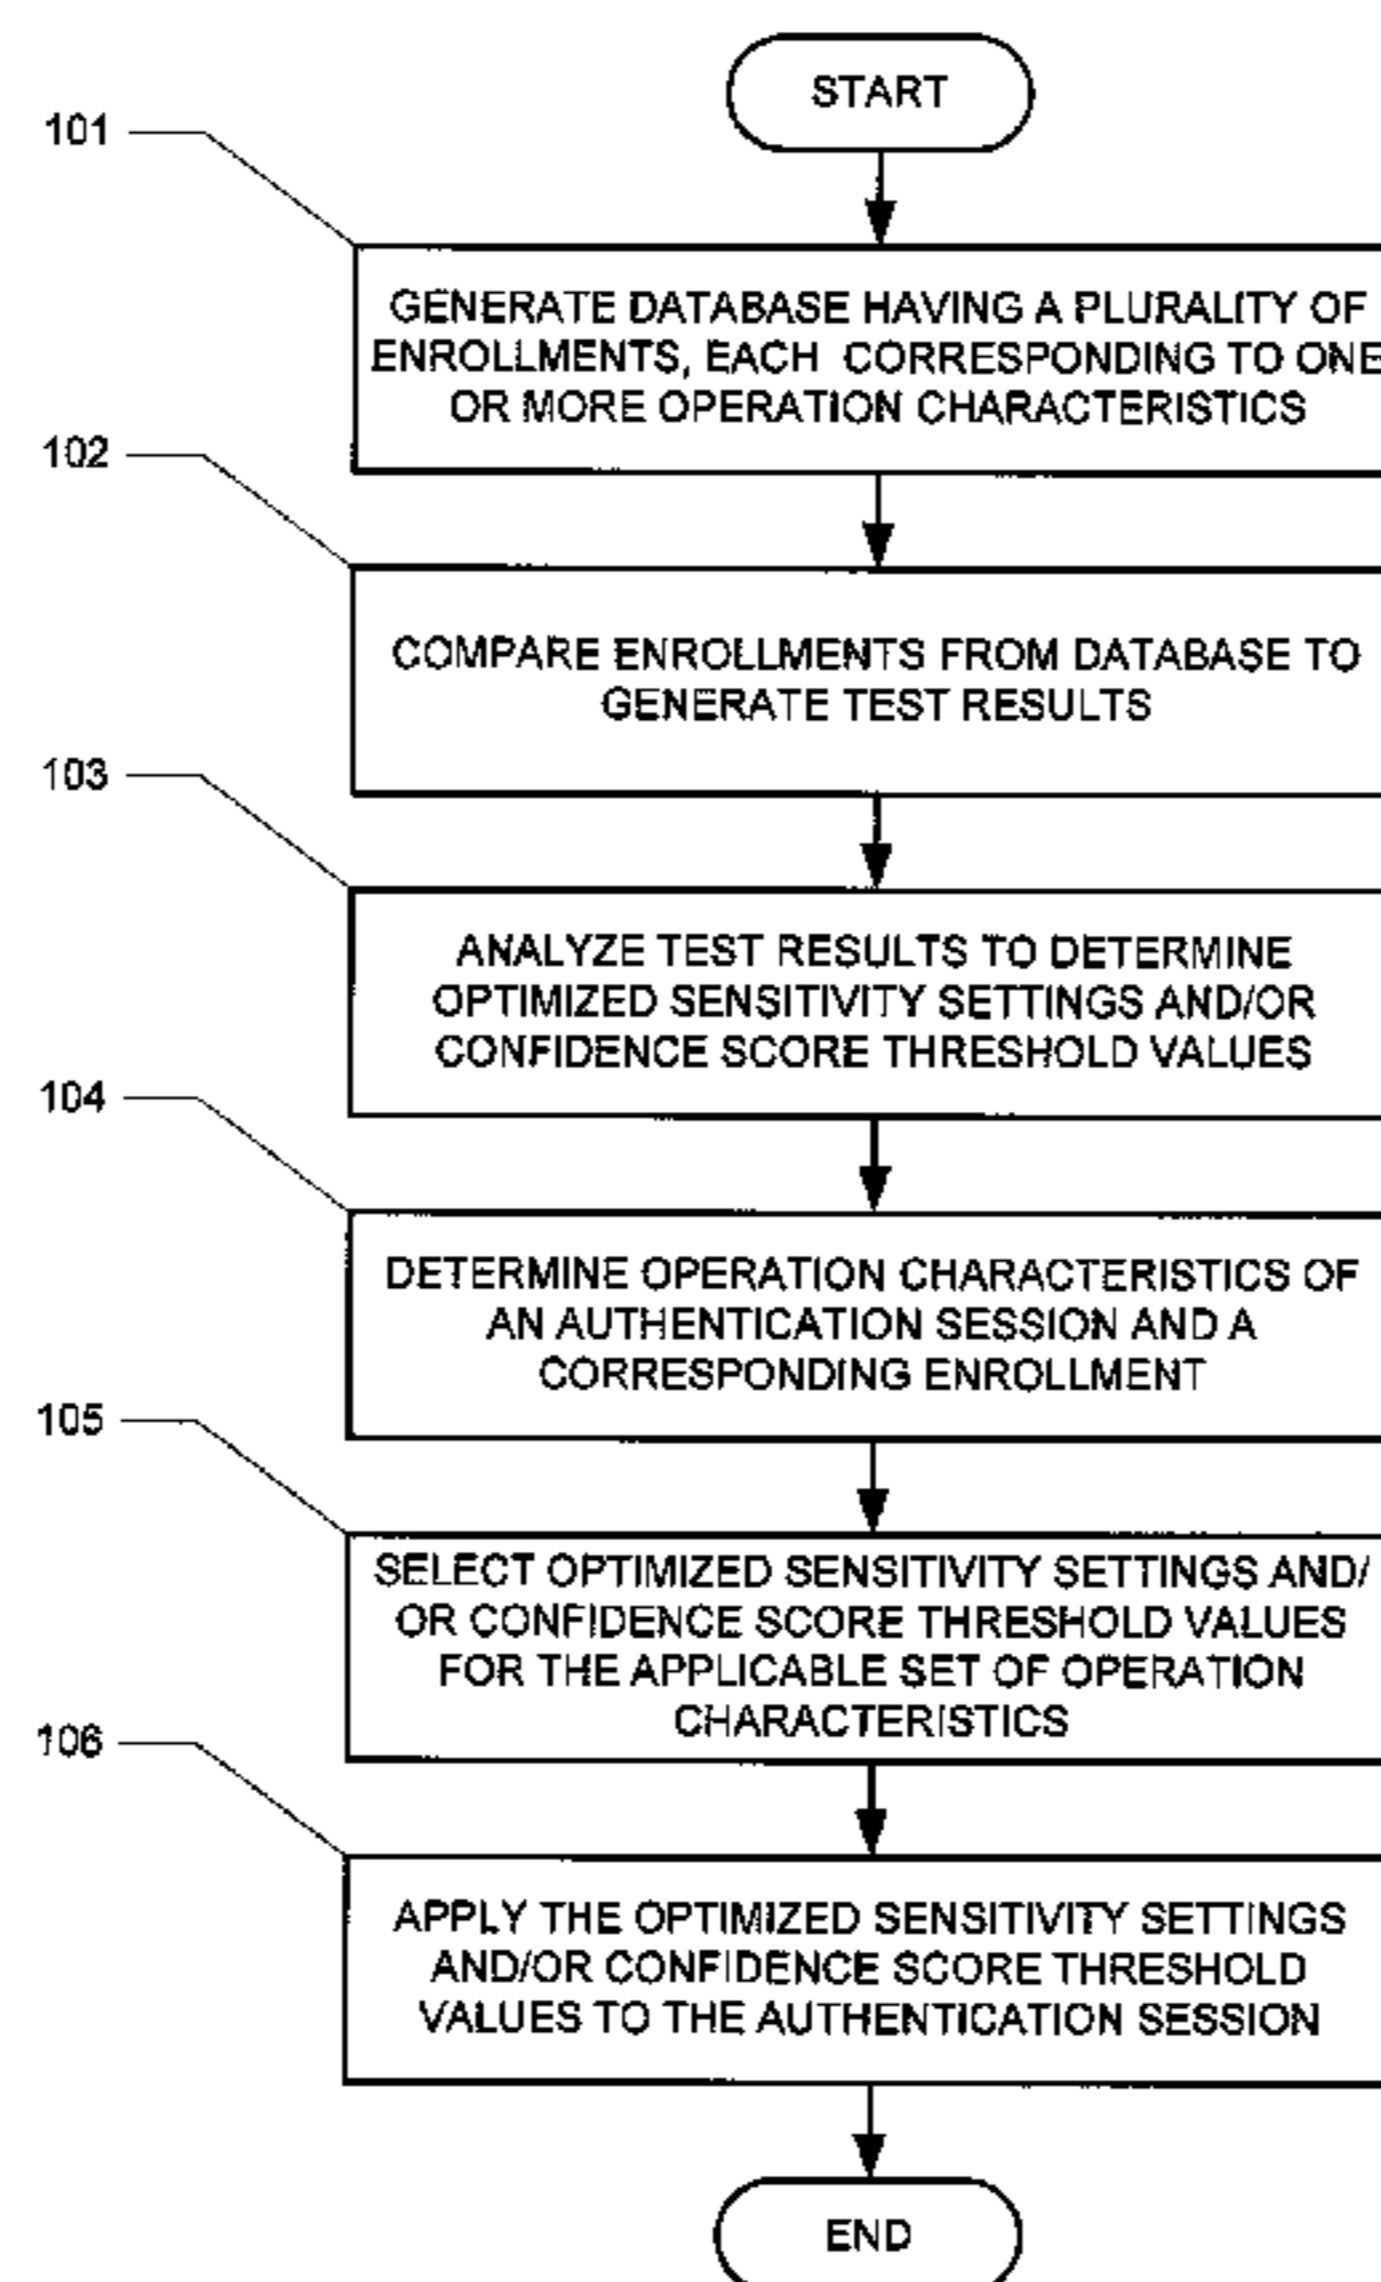 START
101
GENERATE DATABASE HAVING A PLURALITY OF
ENROLLMENTS, EACH CORRESPONDING TO ONE
OR MORE OPERATION CHARACTERISTICS
102
COMPARE ENROLLMENTS FROM DATABASE TO
GENERATE TEST RESULTS
103
ANALYZE TEST RESULTS TO DETERMINE
OPTIMIZED SENSITIVITY SETTINGS AND/OR
CONFIDENCE SCORE THRESHOLD VALUES
104
DETERMINE OPERATION CHARACTERISTICS OF
AN AUTHENTICATION SESSION AND A
CORRESPONDING ENROLLMENT
105
SELECT OPTIMIZED SENSITIVITY SETTINGS AND/
OR CONFIDENCE SCORE THRESHOLD VALUES
FOR THE APPLICABLE SET OF OPERATION
CHARACTERISTICS
106
APPLY THE OPTIMIZED SENSITIVITY SETTINGS
AND/OR CONFIDENCE SCORE THRESHOLD
VALUES TO THE AUTHENTICATION SESSION
END